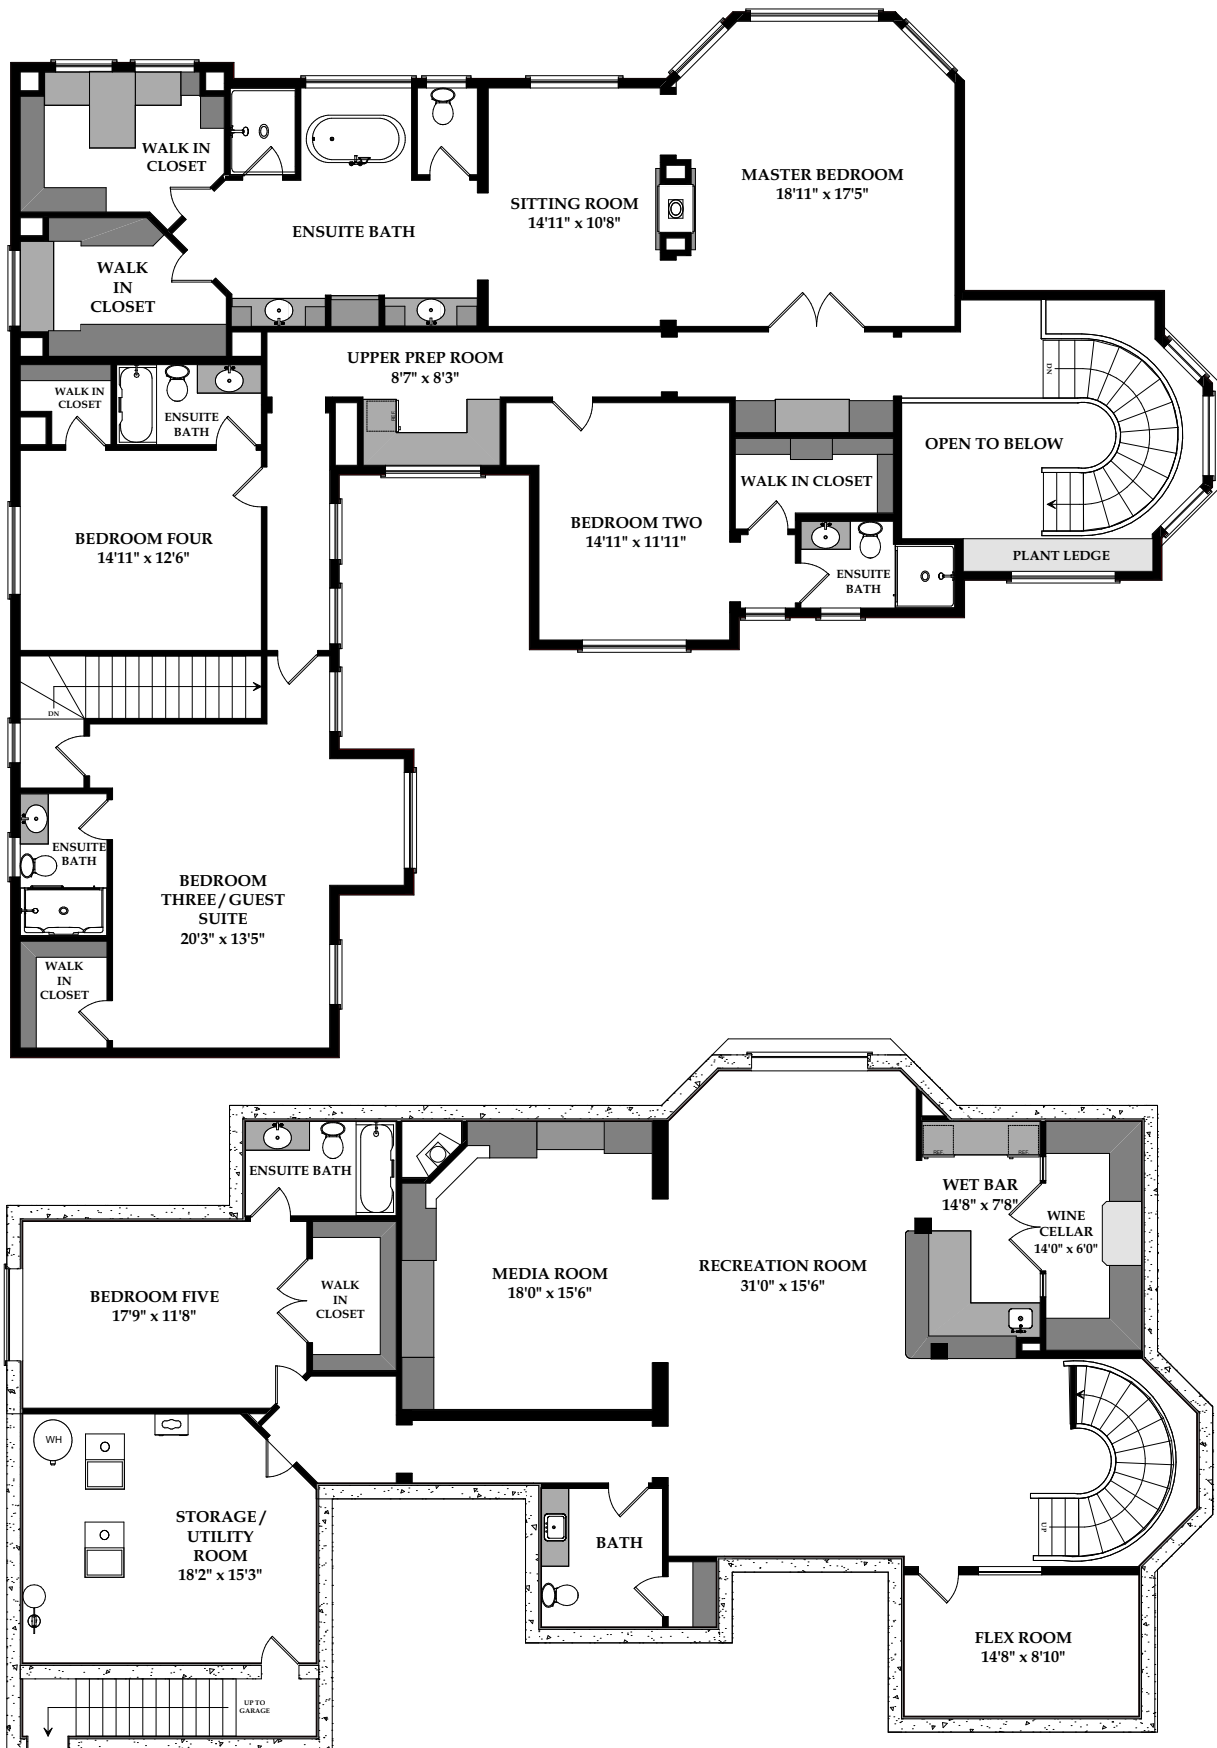 WALK IN
CLOSET
MASTER BEDROOM
18'11" x 17'5"
SITTING ROOM
14'11" x 10'8"
ENSUITE BATH
WALK
IN
CLOSET
UPPER PREP ROOM
8'7" x 8'3"
DN
WALK IN
CLOSET
ENSUITE
BATH
OPEN TO BELOW
WALK IN CLOSET
BEDROOM TWO
14'11" x 11'11"
BEDROOM FOUR
14'11" x 12'6"
PLANT LEDGE
ENSUITE
BATH
DN
ENSUITE
BATH
BEDROOM
THREE / GUEST
SUITE
20'3" x 13'5"
WALK
IN
CLOSET
REF.
REF.
ENSUITE BATH
WET BAR
14'8" x 7'8"
WINE
CELLAR
14'0" x 6'0"
RECREATION ROOM
31'0" x 15'6"
MEDIA ROOM
18'0" x 15'6"
WALK
IN
CLOSET
BEDROOM FIVE
17'9" x 11'8"
WH
STORAGE /
UTILITY
ROOM
18'2" x 15'3"
UP
BATH
FLEX ROOM
14'8" x 8'10"
UP TO
GARAGE